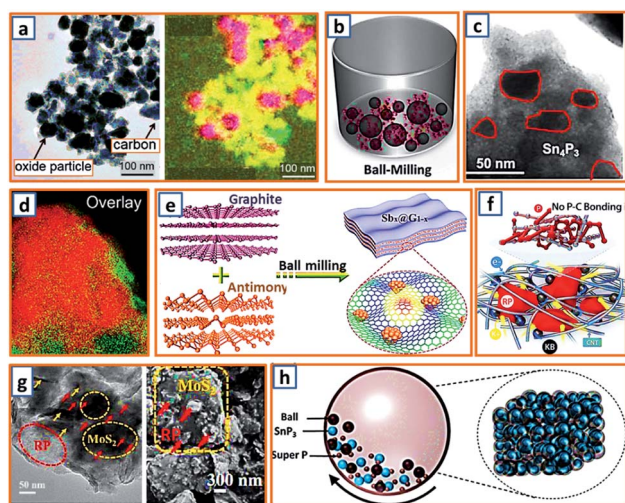 a
oxide particle
carbon
100 nm
100 nm
b
Ball-Milling
c
Sn₄P₃
50 nm
d
Overlay
e
Graphite
Antimony
Ball milling
Sbₓ@G₁₋ₓ
f
No P-C Bonding
P
e-
RP
KB
CNT
g
RP
MoS₂
50 nm
MoS₂
RP
300 nm
h
Ball
SnP₃
Super P